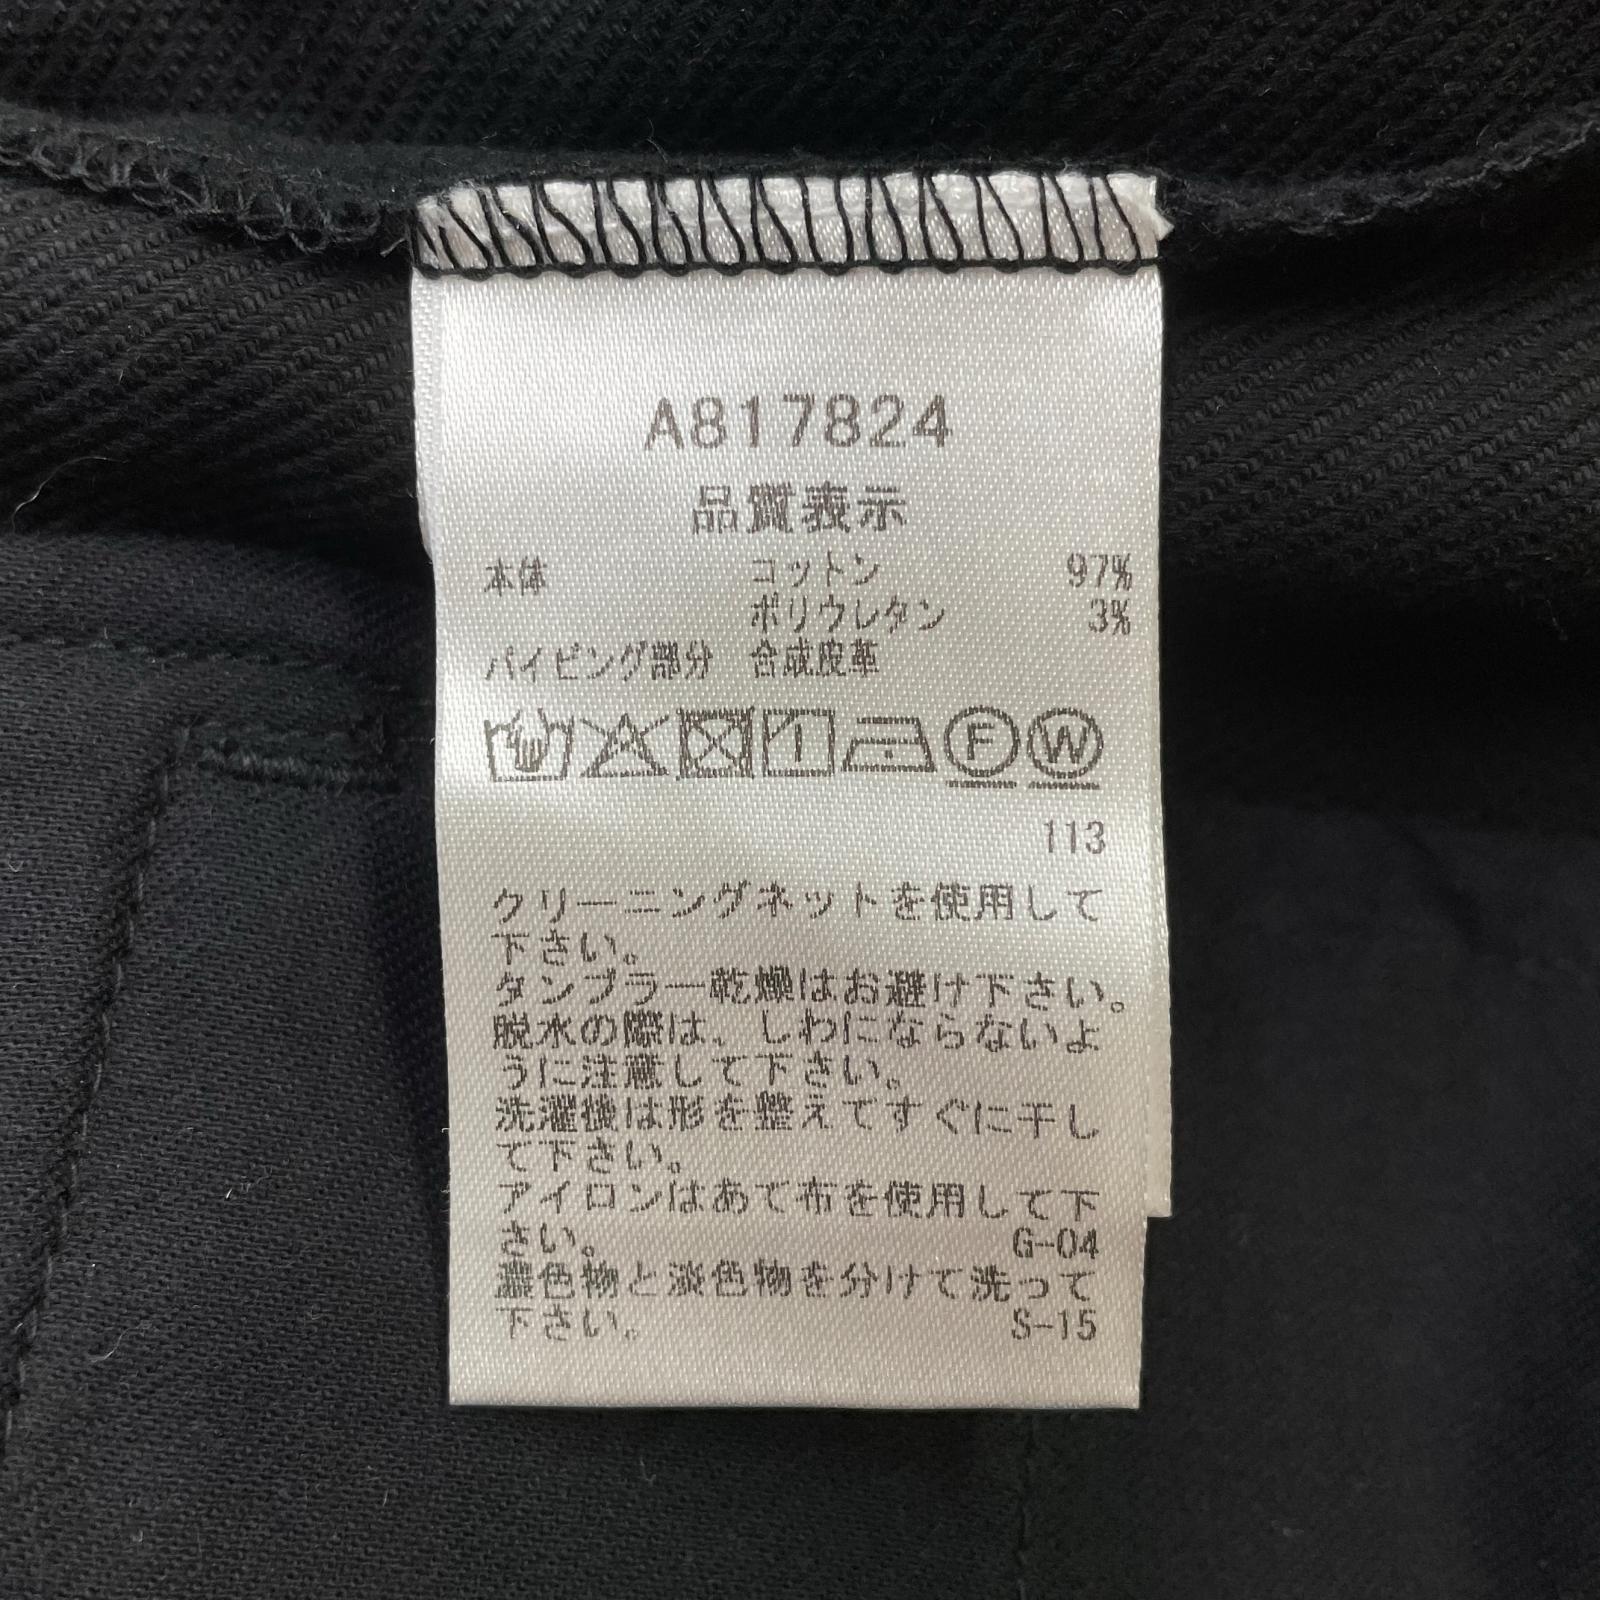 A817824
品質表示
本体 コットン 97%
ポリウレタン 3%
パイピング部分 合成皮革
F W
113
クリーニングネットを使用して
下さい。
タンブラー乾燥はお避け下さい。
脱水の際は、しわにならないよ
うに注意して下さい。
洗濯後は形を整えてすぐに干し
て下さい。
アイロンはあて布を使用して下
さい。 G-04
濃色物と淡色物を分けて洗って
下さい。 S-15